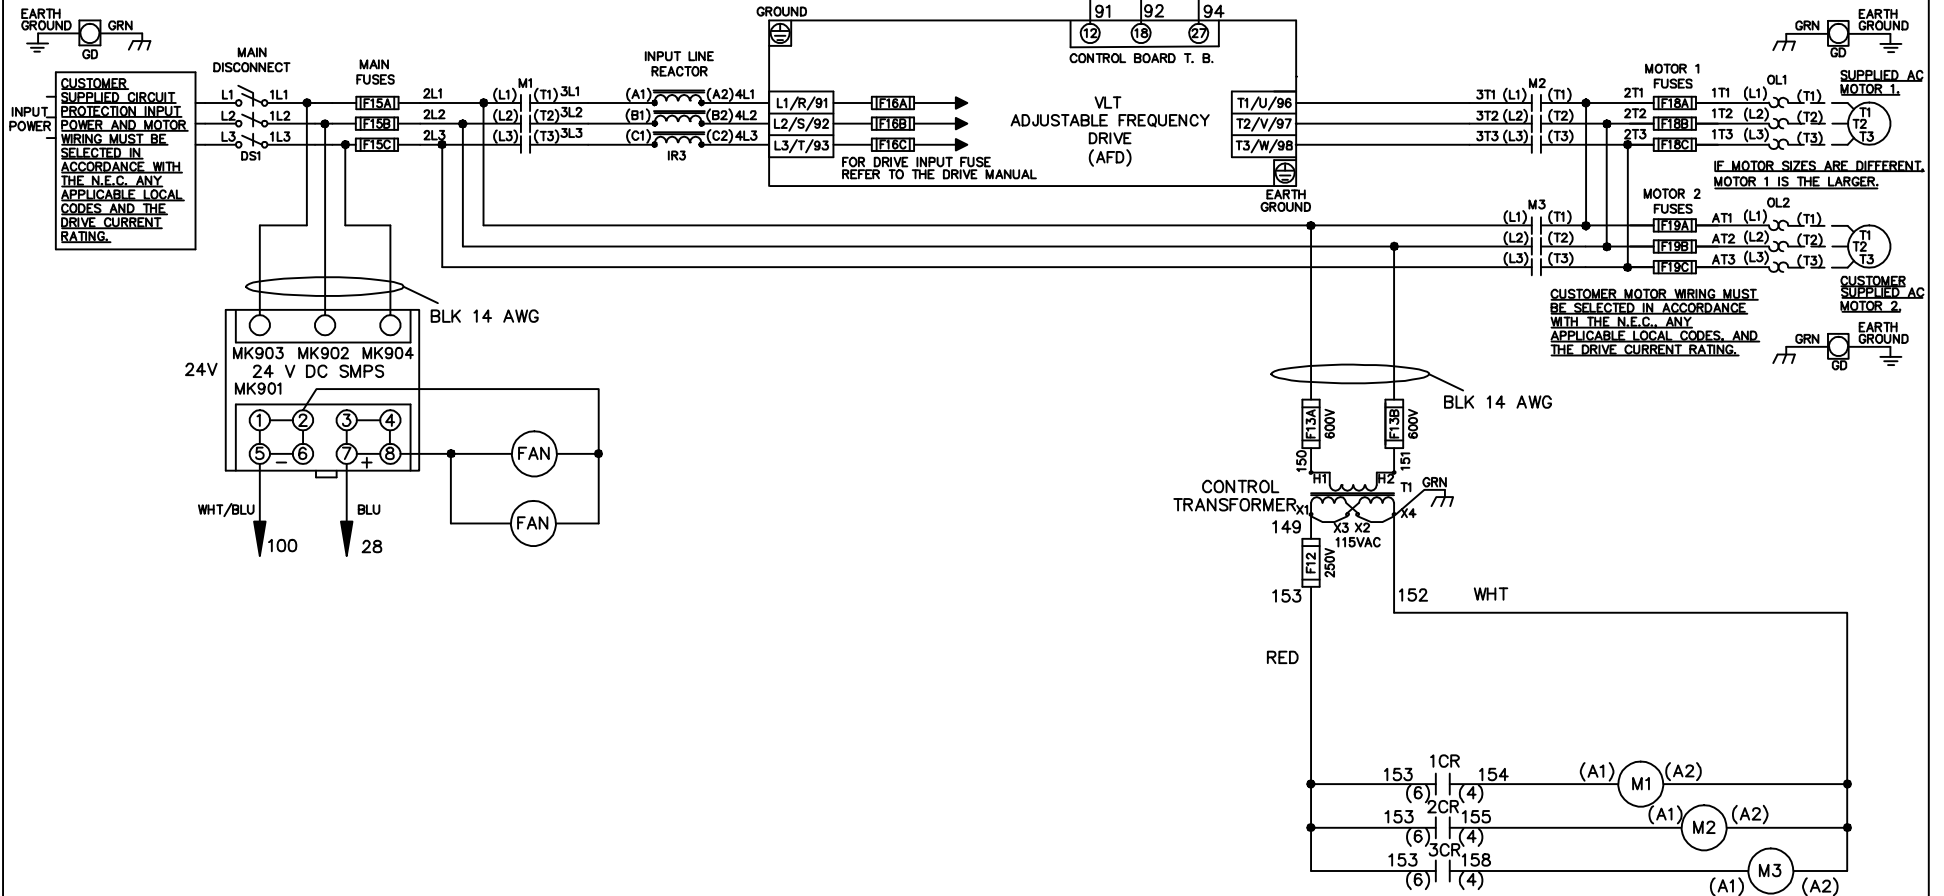 EARTH
GROUND
GRN
GD
INPUT
POWER
CUSTOMER
SUPPLIED CIRCUIT
PROTECTION INPUT
POWER AND MOTOR
WIRING MUST BE
SELECTED IN
ACCORDANCE WITH
THE N.E.C. ANY
APPLICABLE LOCAL
CODES AND THE
DRIVE CURRENT
RATING.
MAIN
DISCONNECT
L1 1L1
L2 1L2
L3 1L3
DS1
MAIN
FUSES
F15A
F15B
F15C
2L1
2L2
2L3
M1
(L1) (T1) 3L1
(L2) (T2) 3L2
(L3) (T3) 3L3
INPUT LINE
REACTOR
(A1) (A2) 4L1
(B1) (B2) 4L2
(C1) (C2) 4L3
IR3
GROUND
L1/R/91
L2/S/92
L3/T/93
F16A
F16B
F16C
FOR DRIVE INPUT FUSE
REFER TO THE DRIVE MANUAL
91 92 94
12 18 27
CONTROL BOARD T. B.
VLT
ADJUSTABLE FREQUENCY
DRIVE
(AFD)
T1/U/96
T2/V/97
T3/W/98
EARTH
GROUND
M2
3T1 (L1) (T1)
3T2 (L2) (T2)
3T3 (L3) (T3)
MOTOR 1
FUSES
2T1 F18A 1T1
2T2 F18B 1T2
2T3 F18C 1T3
OL1
(L1) (T1)
(L2) (T2)
(L3) (T3)
GRN
GD
EARTH
GROUND
SUPPLIED AC
MOTOR 1.
T1
T2
T3
IF MOTOR SIZES ARE DIFFERENT,
MOTOR 1 IS THE LARGER.
M3
(L1) (T1)
(L2) (T2)
(L3) (T3)
MOTOR 2
FUSES
F19A AT1
F19B AT2
F19C AT3
OL2
(L1) (T1)
(L2) (T2)
(L3) (T3)
T1
T2
T3
CUSTOMER
SUPPLIED AC
MOTOR 2.
CUSTOMER MOTOR WIRING MUST
BE SELECTED IN ACCORDANCE
WITH THE N.E.C., ANY
APPLICABLE LOCAL CODES, AND
THE DRIVE CURRENT RATING.
GRN
GD
EARTH
GROUND
BLK 14 AWG
MK903 MK902 MK904
24V
24 V DC SMPS
MK901
1 2 3 4
5 – 6 7 + 8
FAN
FAN
WHT/BLU
BLU
100
28
BLK 14 AWG
F13A
600V
F13B
600V
150
151
H1 H2
T1
GRN
CONTROL
TRANSFORMER
X1
X3 X2
X4
115VAC
149
F12
250V
153
152
WHT
RED
1CR
153 154
(6) (4)
(A1) M1 (A2)
2CR
153 155
(6) (4)
(A1) M2 (A2)
3CR
153 158
(6) (4)
(A1) M3 (A2)